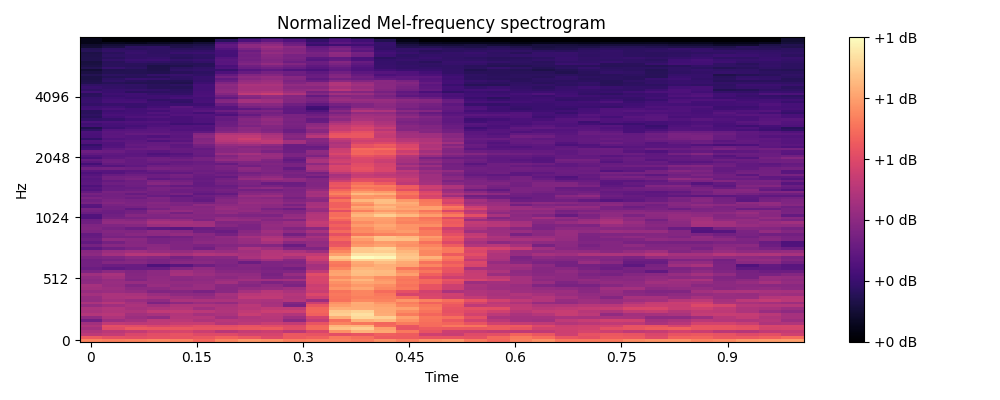 Normalized Mel-frequency spectrogram
Hz
4096
2048
1024
512
0
0 0.15 0.3 0.45 0.6 0.75 0.9
Time
+1 dB
+1 dB
+1 dB
+0 dB
+0 dB
+0 dB